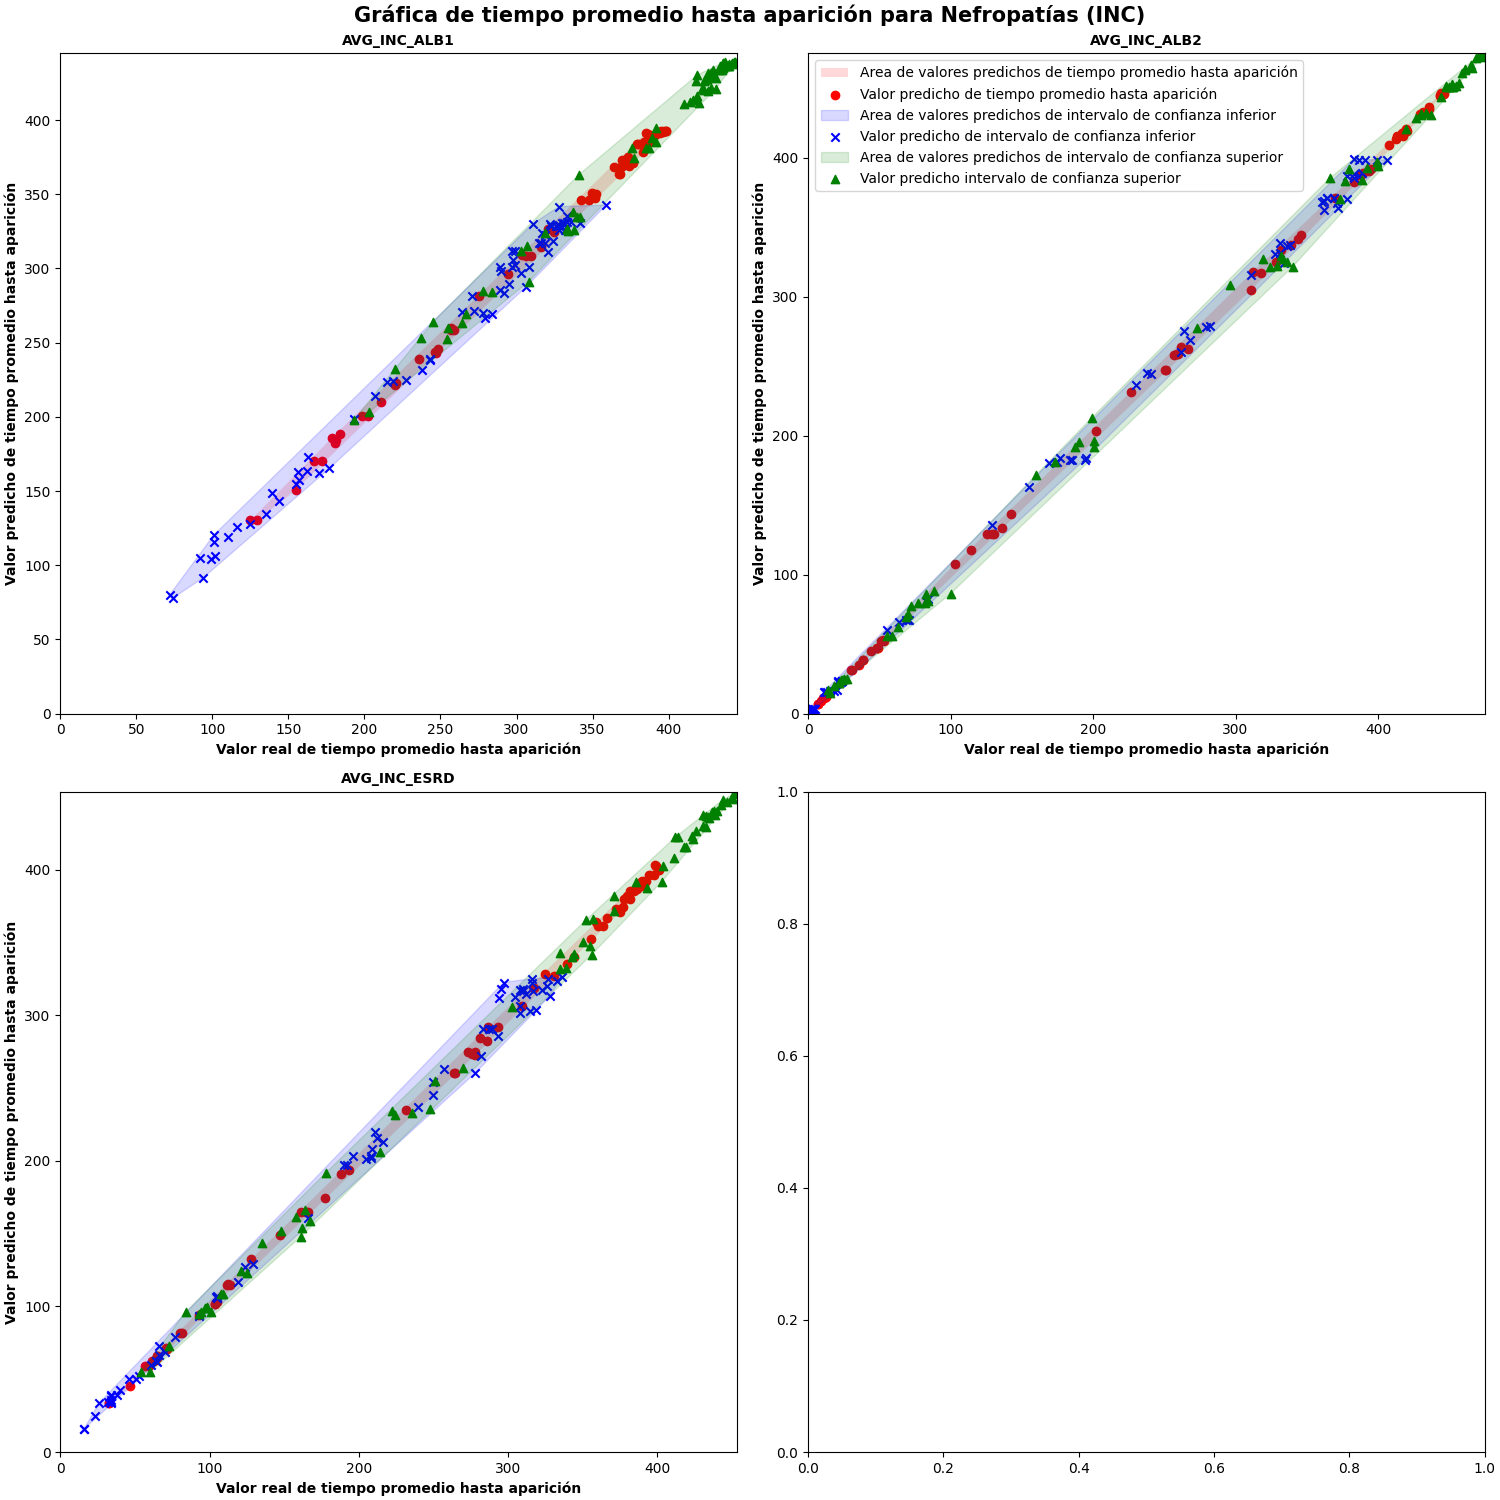 Gráfica de tiempo promedio hasta aparición para Nefropatías (INC)
AVG_INC_ALB1
Valor predicho de tiempo promedio hasta aparición
400
350
300
250
200
150
100
50
0
0 50 100 150 200 250 300 350 400
Valor real de tiempo promedio hasta aparición
AVG_INC_ALB2
Area de valores predichos de tiempo promedio hasta aparición
Valor predicho de tiempo promedio hasta aparición
Area de valores predichos de intervalo de confianza inferior
Valor predicho de intervalo de confianza inferior
Area de valores predichos de intervalo de confianza superior
Valor predicho intervalo de confianza superior
Valor predicho de tiempo promedio hasta aparición
400
300
200
100
0
0 100 200 300 400
Valor real de tiempo promedio hasta aparición
AVG_INC_ESRD
Valor predicho de tiempo promedio hasta aparición
400
300
200
100
0
0 100 200 300 400
Valor real de tiempo promedio hasta aparición
1.0
0.8
0.6
0.4
0.2
0.0
0.0 0.2 0.4 0.6 0.8 1.0